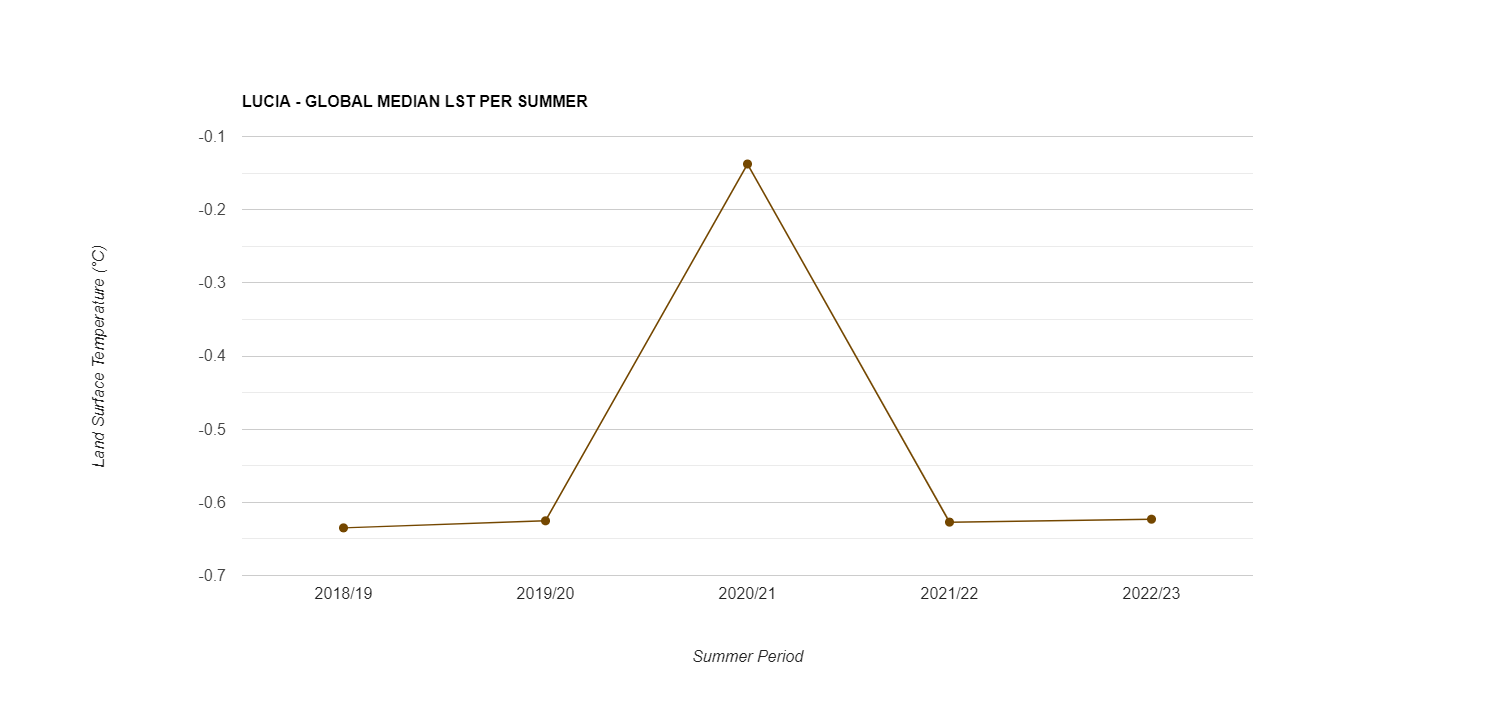 LUCIA - GLOBAL MEDIAN LST PER SUMMER
-0.1
-0.2
-0.3
-0.4
-0.5
-0.6
-0.7
Land Surface Temperature (°C)
2018/19 2019/20 2020/21 2021/22 2022/23
Summer Period